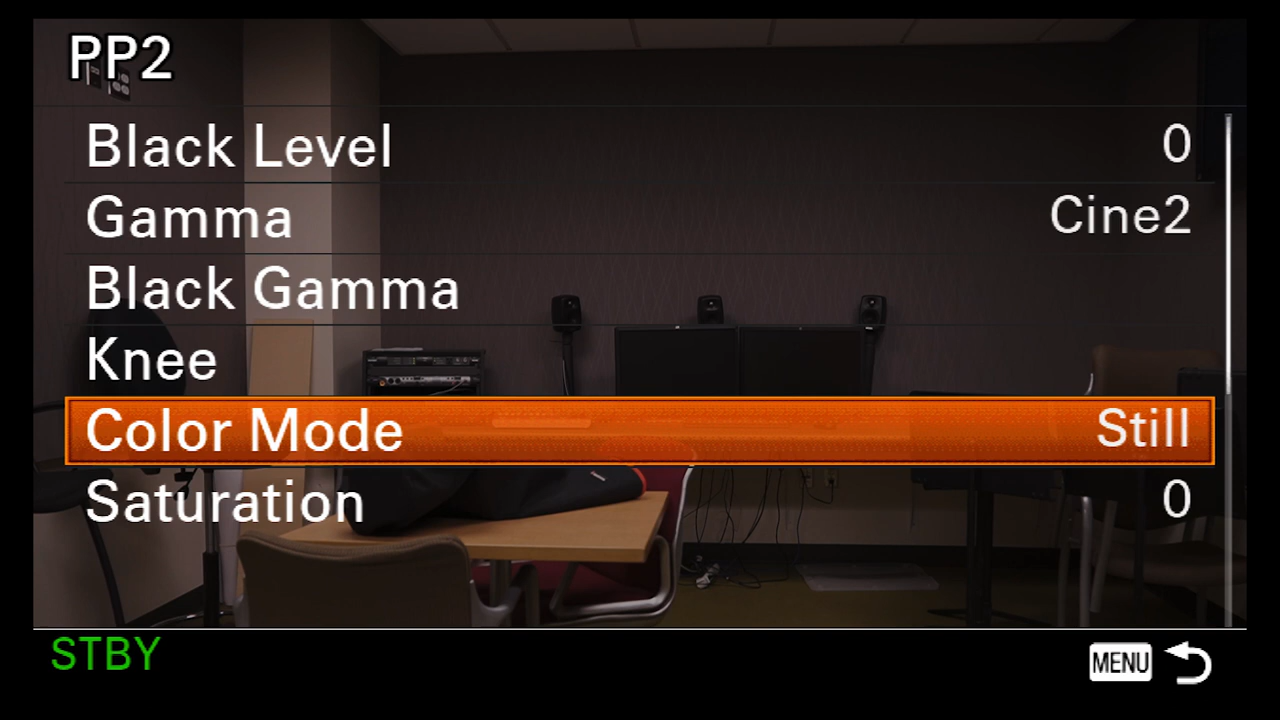 PP2
Black Level 0
Gamma Cine2
Black Gamma
Knee
Color Mode Still
Saturation 0
STBY
MENU